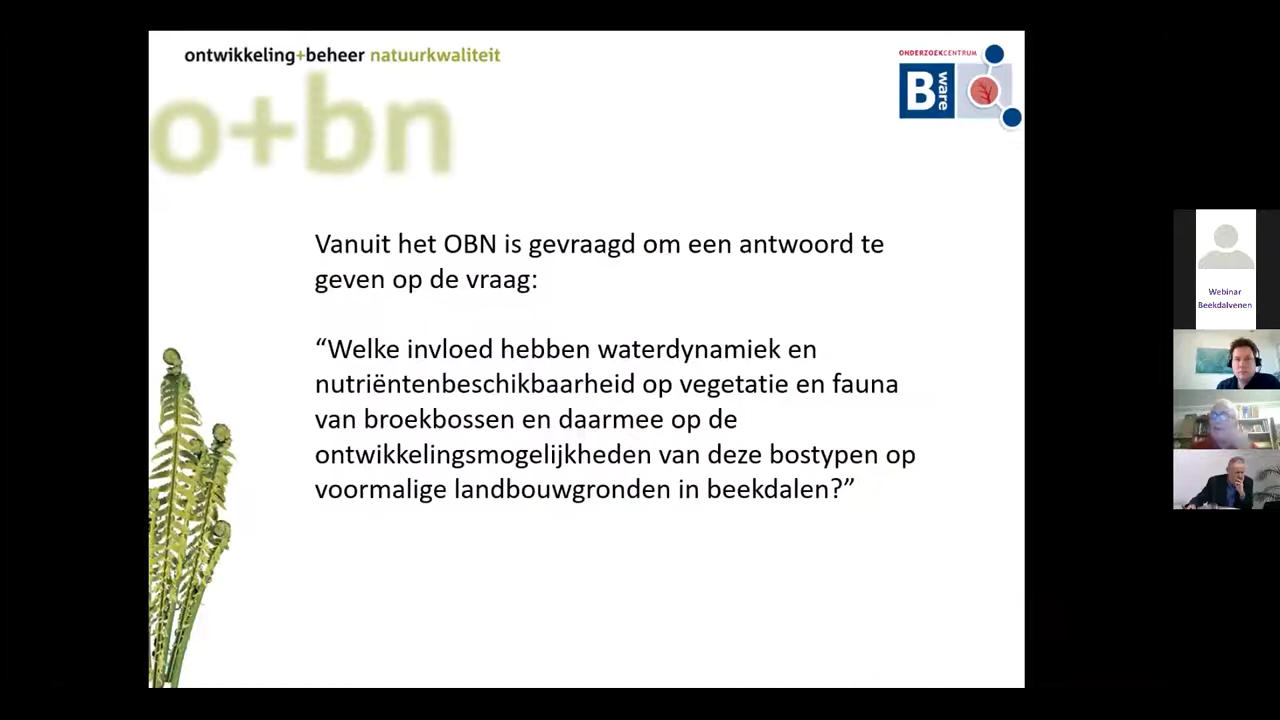 ontwikkeling+beheer natuurkwaliteit
o+bn
ONDERZOEKCENTRUM
B ware
Vanuit het OBN is gevraagd om een antwoord te
geven op de vraag:
“Welke invloed hebben waterdynamiek en
nutriëntenbeschikbaarheid op vegetatie en fauna
van broekbossen en daarmee op de
ontwikkelingsmogelijkheden van deze bostypen op
voormalige landbouwgronden in beekdalen?”
Webinar
Beekdalvenen